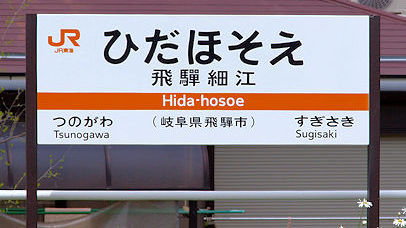 JR
JR東海
ひだほそえ
飛驒細江
Hida-hosoe
つのがわ (岐阜県飛驒市) すぎさき
Tsunogawa Sugisaki